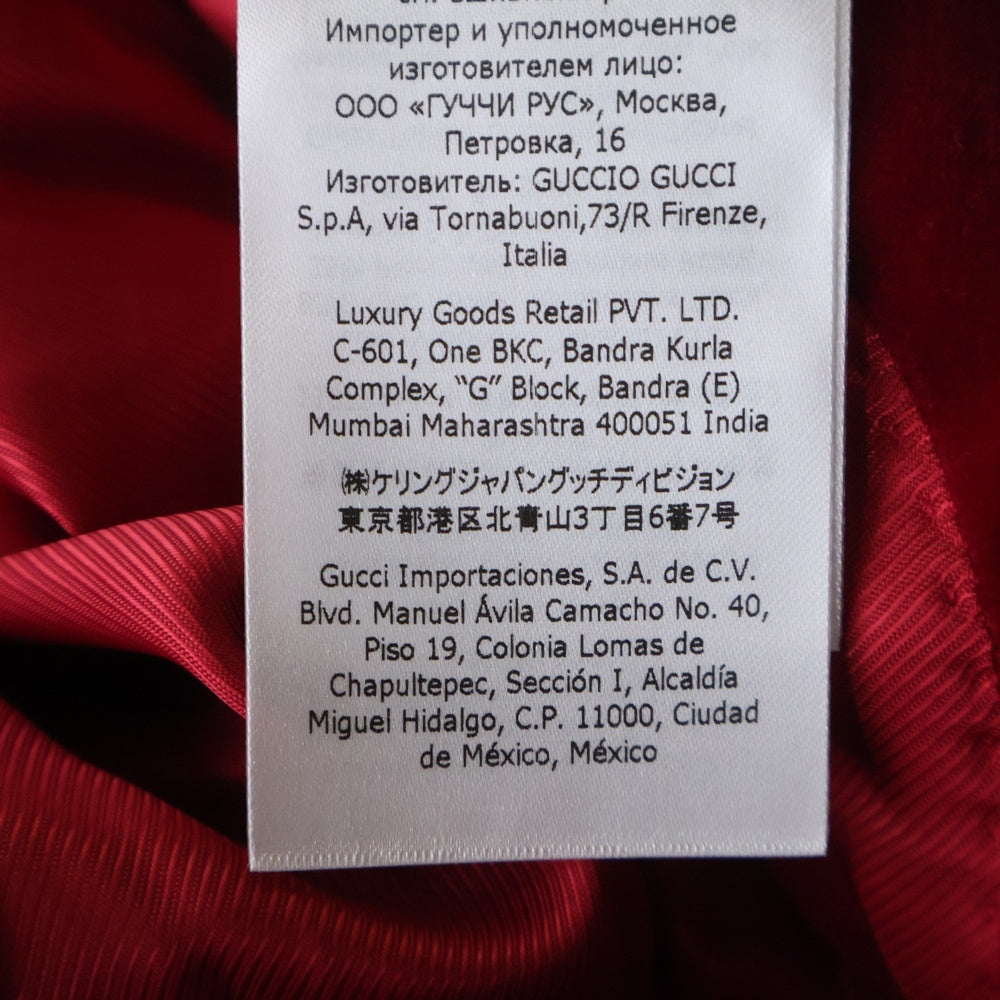 Импортер и уполномоченное
изготовителем лицо:
ООО «ГУЧЧИ РУС», Москва,
Петровка, 16
Изготовитель: GUCCIO GUCCI
S.p.A, via Tornabuoni,73/R Firenze,
Italia
Luxury Goods Retail PVT. LTD.
C-601, One BKC, Bandra Kurla
Complex, “G” Block, Bandra (E)
Mumbai Maharashtra 400051 India
㈱ケリングジャパングッチディビジョン
東京都港区北青山3丁目6番7号
Gucci Importaciones, S.A. de C.V.
Blvd. Manuel Ávila Camacho No. 40,
Piso 19, Colonia Lomas de
Chapultepec, Sección I, Alcaldía
Miguel Hidalgo, C.P. 11000, Ciudad
de México, México